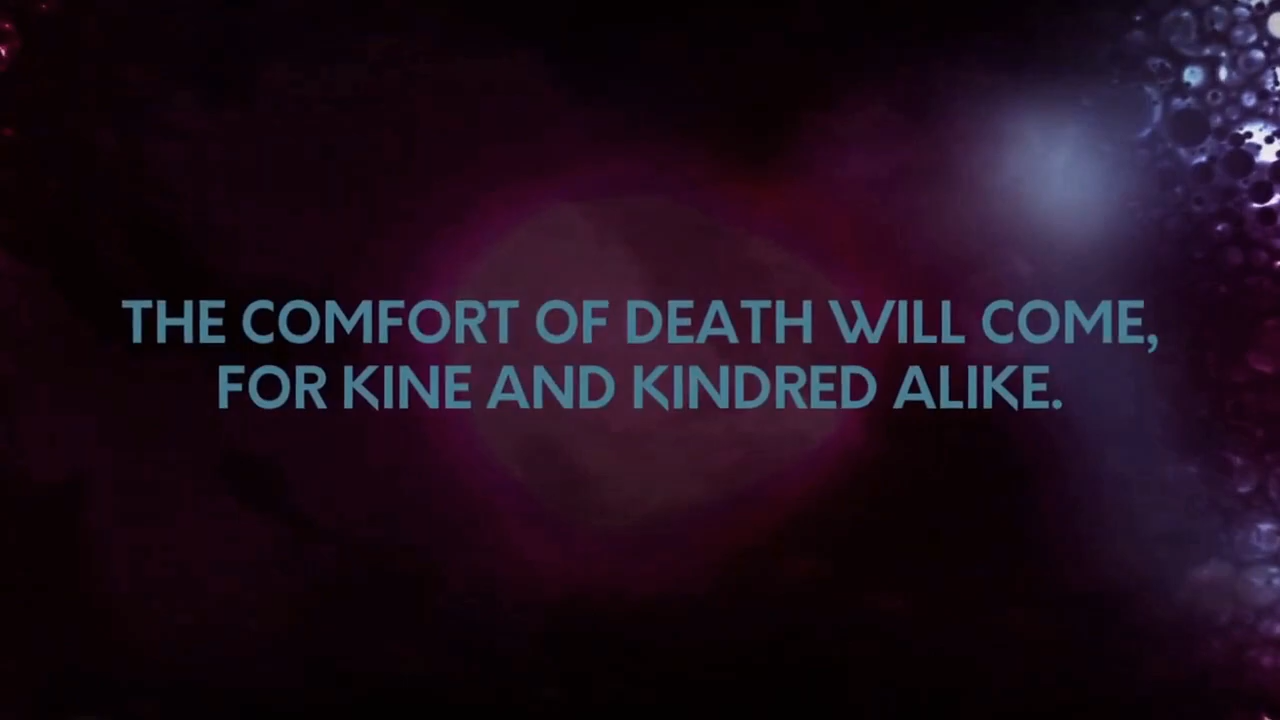 THE COMFORT OF DEATH WILL COME,
FOR KINE AND KINDRED ALIKE.